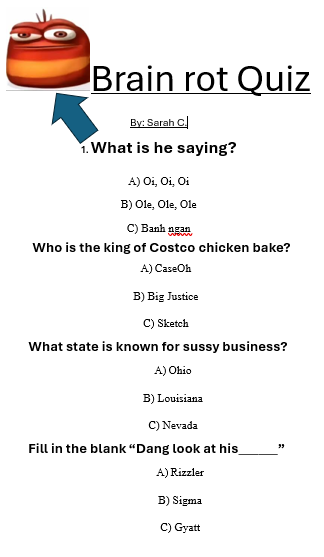 Brain rot Quiz
By: Sarah C.
1. What is he saying?
A) Oi, Oi, Oi
B) Ole, Ole, Ole
C) Banh ngan
Who is the king of Costco chicken bake?
A) CaseOh
B) Big Justice
C) Sketch
What state is known for sussy business?
A) Ohio
B) Louisiana
C) Nevada
Fill in the blank “Dang look at his______”
A) Rizzler
B) Sigma
C) Gyatt